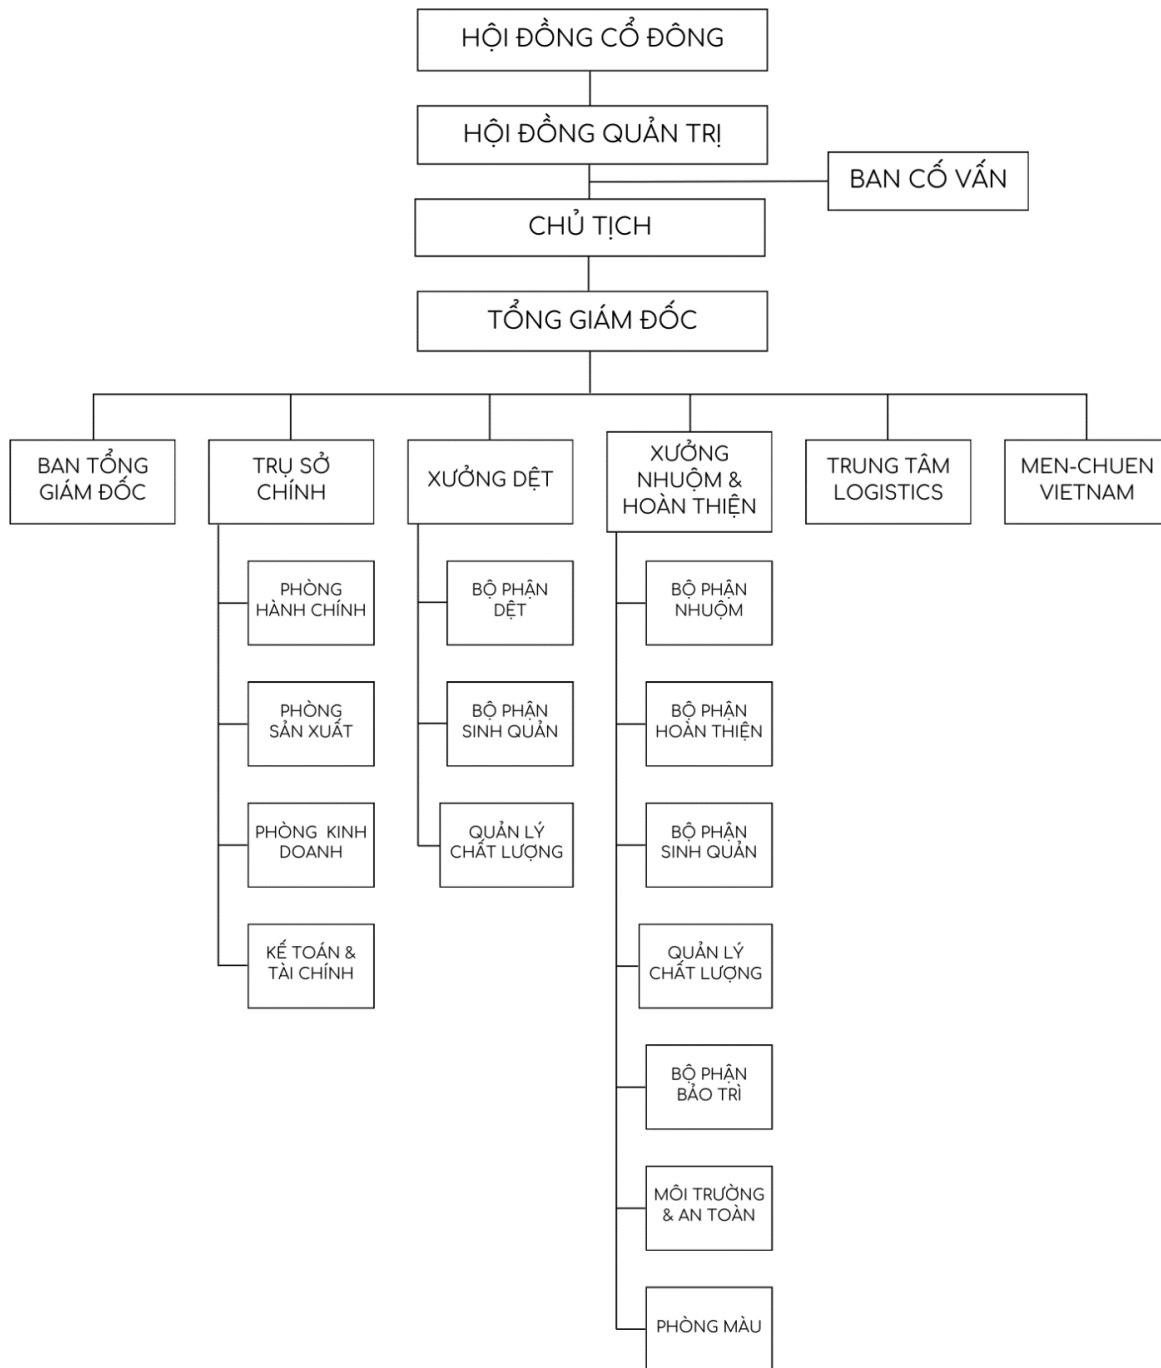 HỘI ĐỒNG CỔ ĐÔNG
HỘI ĐỒNG QUẢN TRỊ
BAN CỐ VẤN
CHỦ TỊCH
TỔNG GIÁM ĐỐC
BAN TỔNG
GIÁM ĐỐC
TRỤ SỞ
CHÍNH
XƯỞNG DỆT
XƯỞNG
NHUỘM &
HOÀN THIỆN
TRUNG TÂM
LOGISTICS
MEN-CHUEN
VIETNAM
PHÒNG
HÀNH CHÍNH
PHÒNG
SẢN XUẤT
PHÒNG KINH
DOANH
KẾ TOÁN &
TÀI CHÍNH
BỘ PHẬN
DỆT
BỘ PHẬN
SINH QUẢN
QUẢN LÝ
CHẤT LƯỢNG
BỘ PHẬN
NHUỘM
BỘ PHẬN
HOÀN THIỆN
BỘ PHẬN
SINH QUẢN
QUẢN LÝ
CHẤT LƯỢNG
BỘ PHẬN
BẢO TRÌ
MÔI TRƯỜNG
& AN TOÀN
PHÒNG MÀU